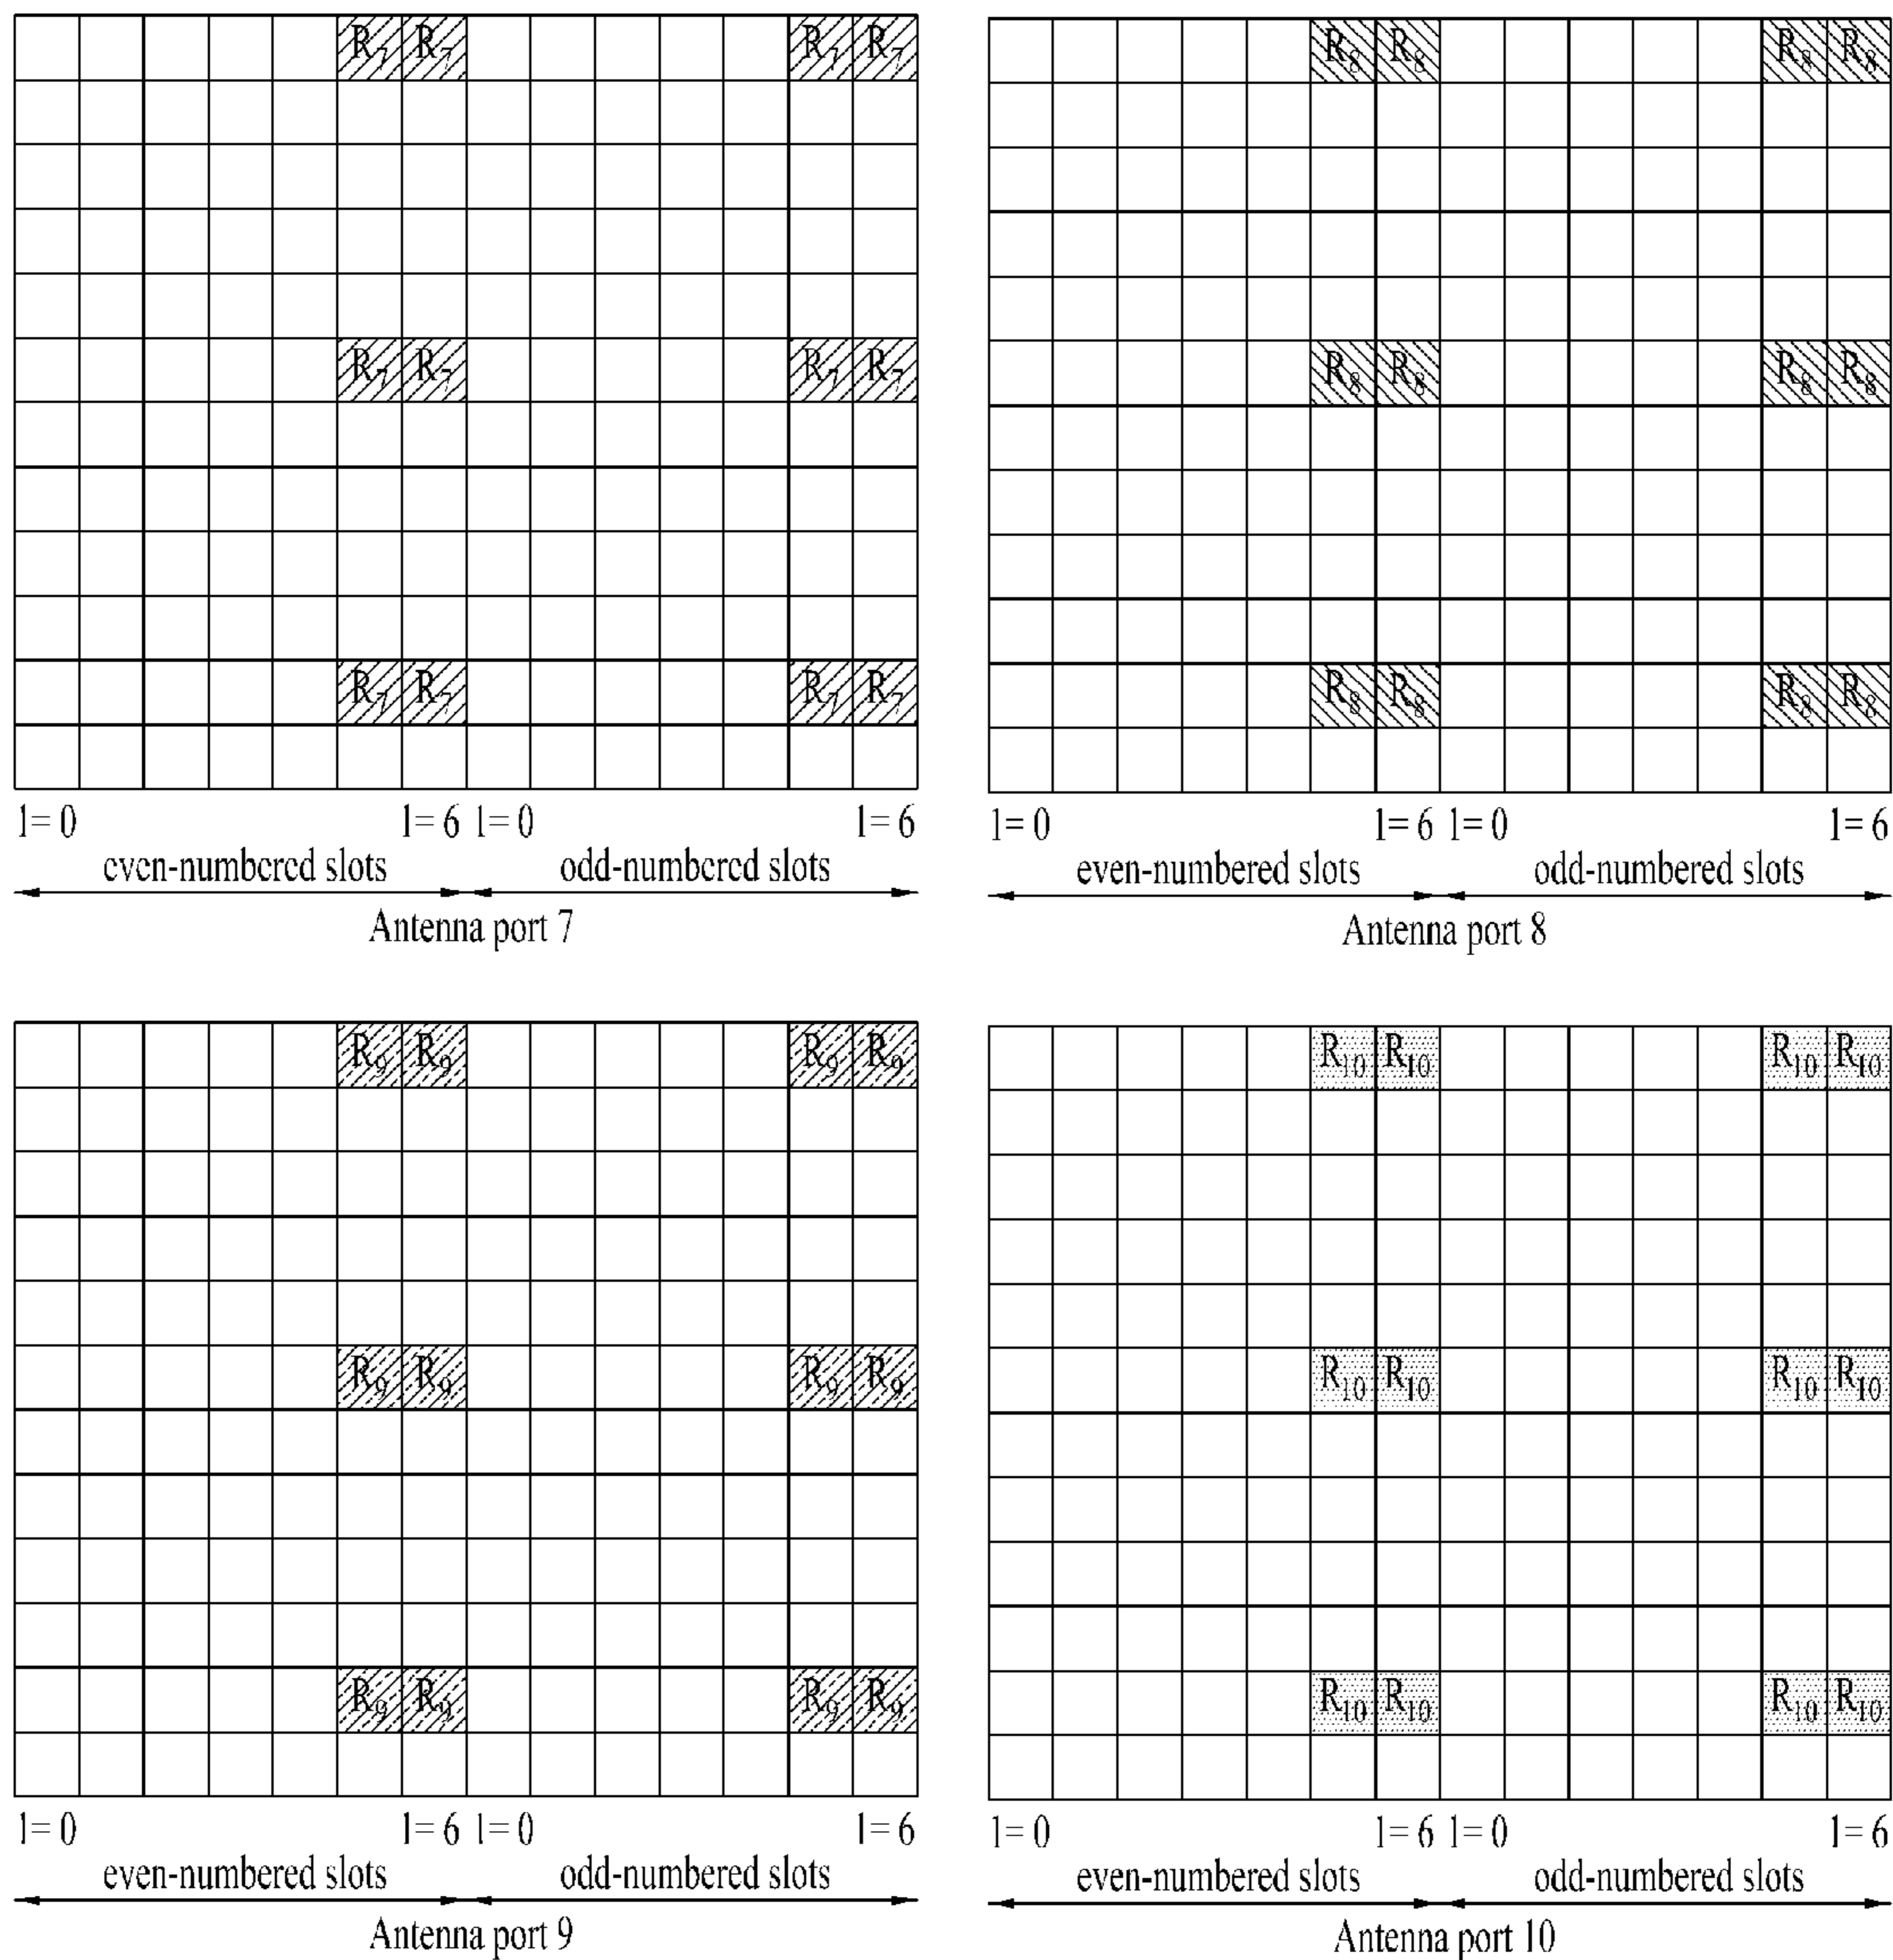 R7 R7 R7 R7
R7 R7 R7 R7
R7 R7 R7 R7
l= 0 l= 6 l= 0 l= 6
even-numbered slots odd-numbered slots
Antenna port 7
R8 R8 R8 R8
R8 R8 R8 R8
R8 R8 R8 R8
l= 0 l= 6 l= 0 l= 6
even-numbered slots odd-numbered slots
Antenna port 8
R9 R9 R9 R9
R9 R9 R9 R9
R9 R9 R9 R9
l= 0 l= 6 l= 0 l= 6
even-numbered slots odd-numbered slots
Antenna port 9
R10 R10 R10 R10
R10 R10 R10 R10
R10 R10 R10 R10
l= 0 l= 6 l= 0 l= 6
even-numbered slots odd-numbered slots
Antenna port 10